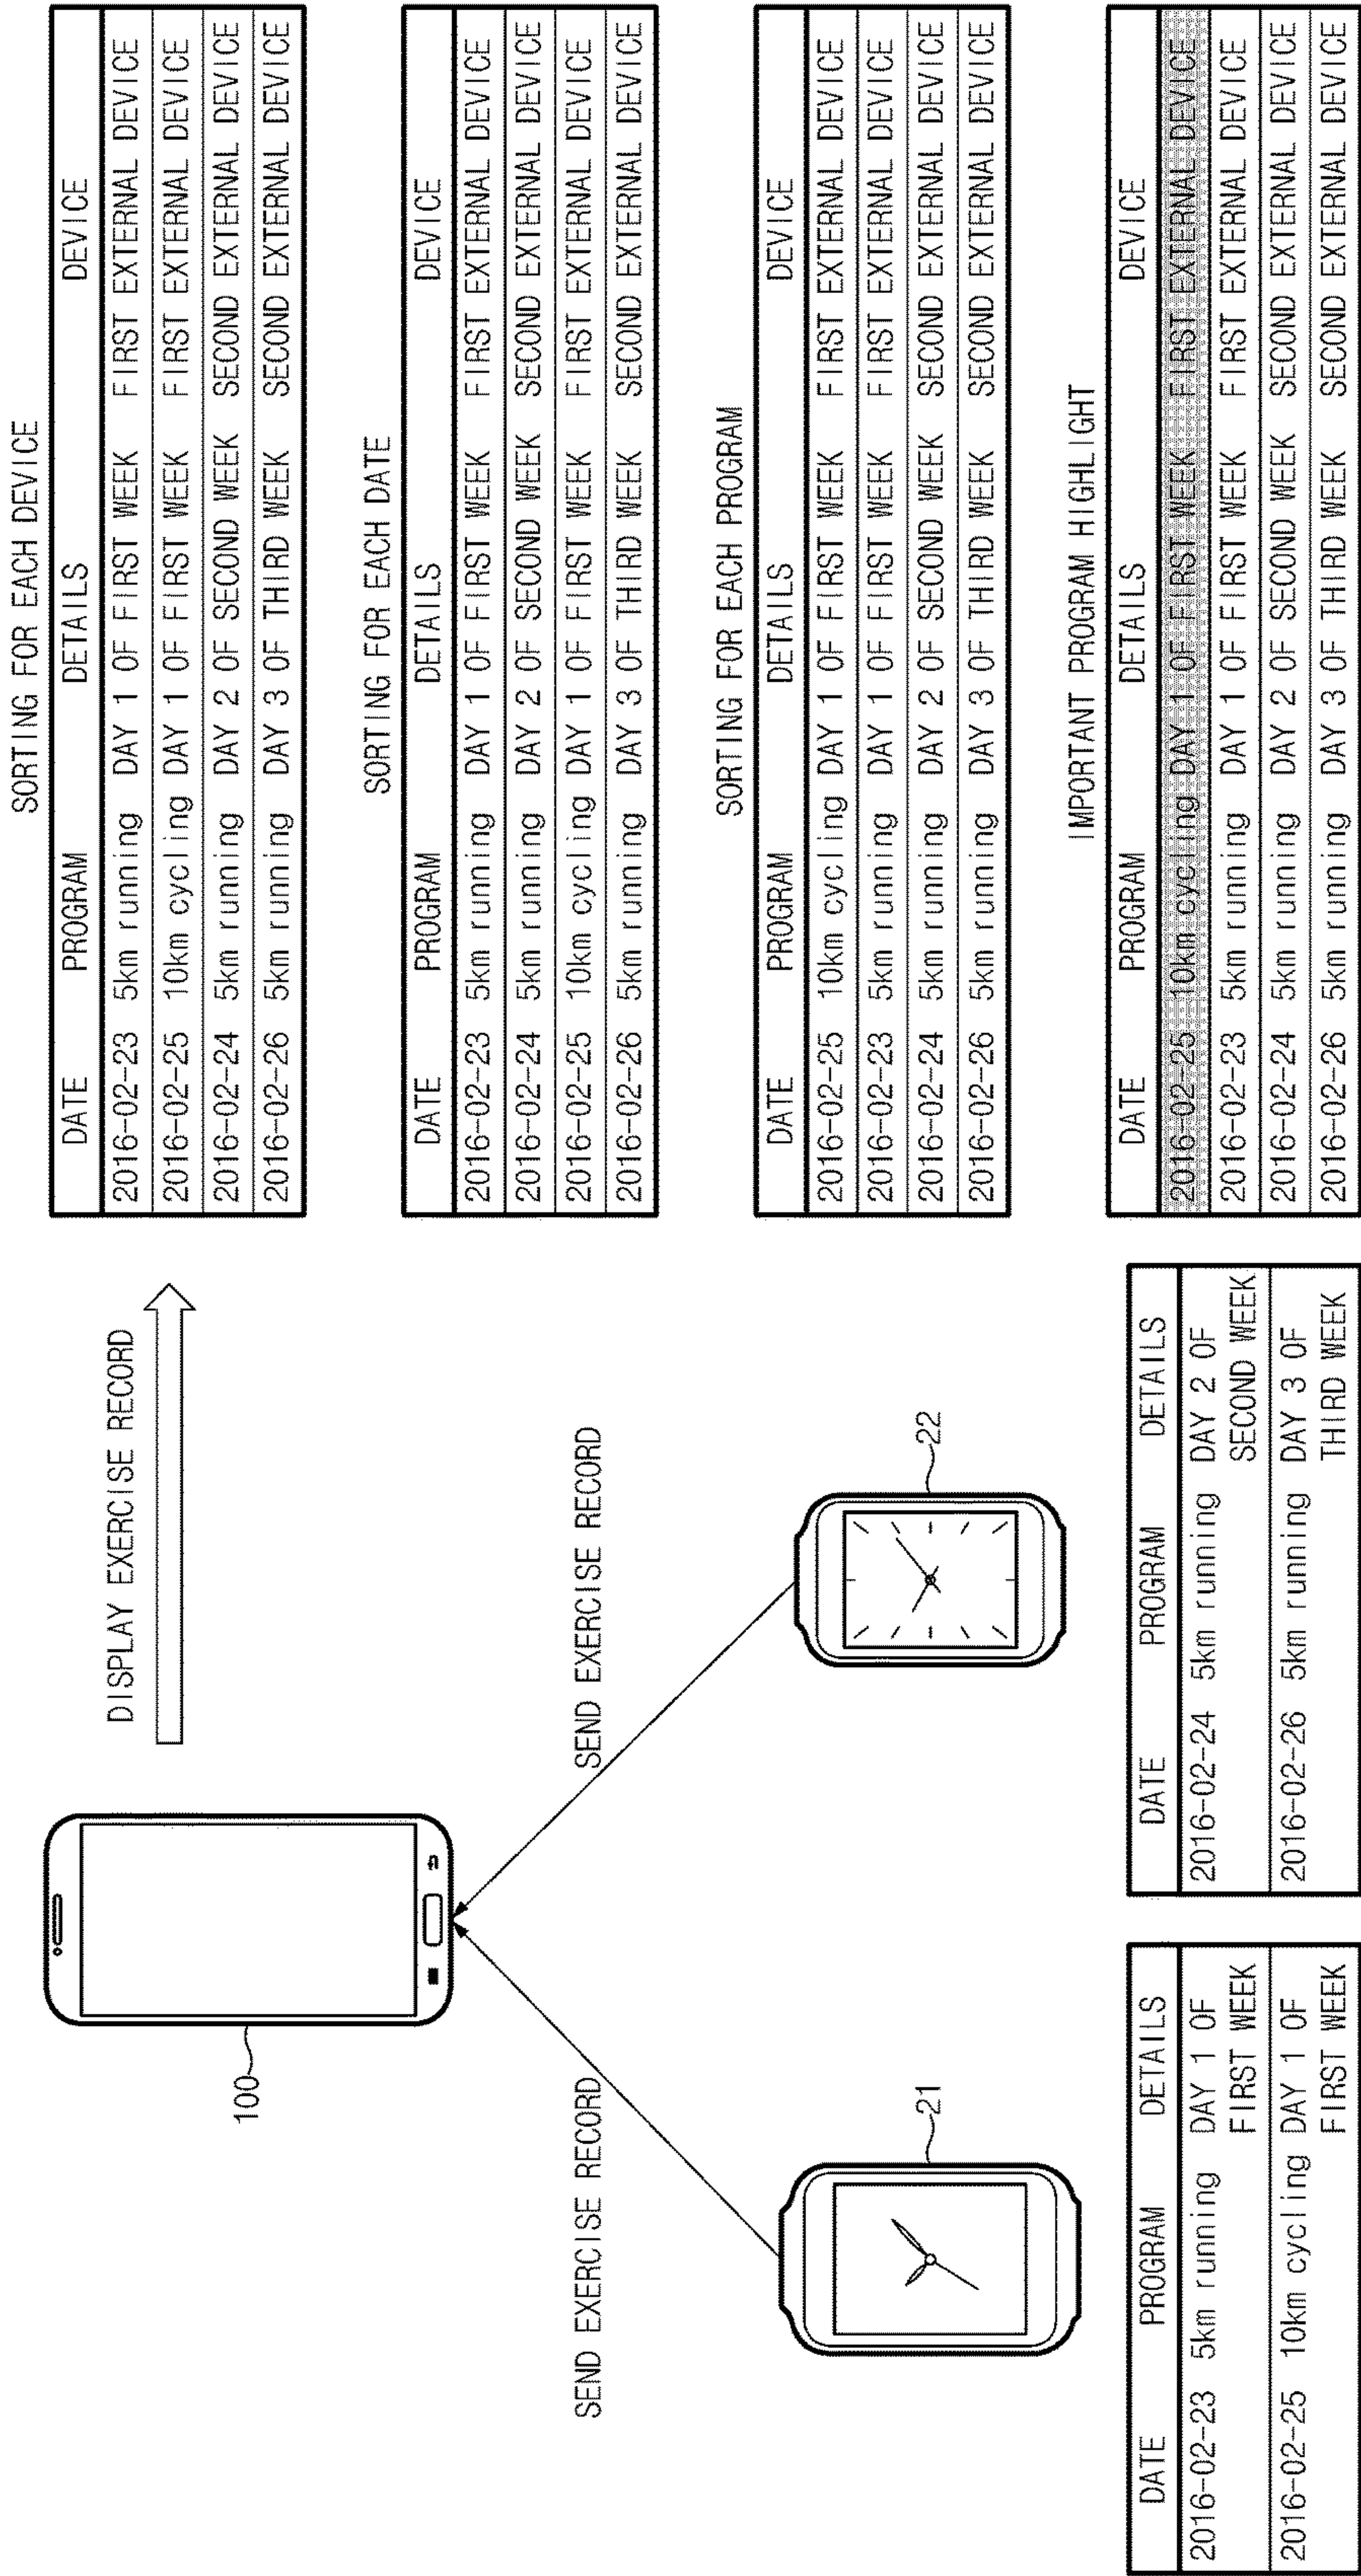 100
DISPLAY EXERCISE RECORD
SEND EXERCISE RECORD
SEND EXERCISE RECORD
21
22
DATE PROGRAM DETAILS
2016-02-23 5km running DAY 1 OF
FIRST WEEK
2016-02-25 10km cycling DAY 1 OF
FIRST WEEK
DATE PROGRAM DETAILS
2016-02-24 5km running DAY 2 OF
SECOND WEEK
2016-02-26 5km running DAY 3 OF
THIRD WEEK
SORTING FOR EACH DEVICE
DATE PROGRAM DETAILS DEVICE
2016-02-23 5km running DAY 1 OF FIRST WEEK FIRST EXTERNAL DEVICE
2016-02-25 10km cycling DAY 1 OF FIRST WEEK FIRST EXTERNAL DEVICE
2016-02-24 5km running DAY 2 OF SECOND WEEK SECOND EXTERNAL DEVICE
2016-02-26 5km running DAY 3 OF THIRD WEEK SECOND EXTERNAL DEVICE
SORTING FOR EACH DATE
DATE PROGRAM DETAILS DEVICE
2016-02-23 5km running DAY 1 OF FIRST WEEK FIRST EXTERNAL DEVICE
2016-02-24 5km running DAY 2 OF SECOND WEEK SECOND EXTERNAL DEVICE
2016-02-25 10km cycling DAY 1 OF FIRST WEEK FIRST EXTERNAL DEVICE
2016-02-26 5km running DAY 3 OF THIRD WEEK SECOND EXTERNAL DEVICE
SORTING FOR EACH PROGRAM
DATE PROGRAM DETAILS DEVICE
2016-02-25 10km cycling DAY 1 OF FIRST WEEK FIRST EXTERNAL DEVICE
2016-02-23 5km running DAY 1 OF FIRST WEEK FIRST EXTERNAL DEVICE
2016-02-24 5km running DAY 2 OF SECOND WEEK SECOND EXTERNAL DEVICE
2016-02-26 5km running DAY 3 OF THIRD WEEK SECOND EXTERNAL DEVICE
IMPORTANT PROGRAM HIGHLIGHT
DATE PROGRAM DETAILS DEVICE
2016-02-25 10km cycling DAY 1 OF FIRST WEEK FIRST EXTERNAL DEVICE
2016-02-23 5km running DAY 1 OF FIRST WEEK FIRST EXTERNAL DEVICE
2016-02-24 5km running DAY 2 OF SECOND WEEK SECOND EXTERNAL DEVICE
2016-02-26 5km running DAY 3 OF THIRD WEEK SECOND EXTERNAL DEVICE